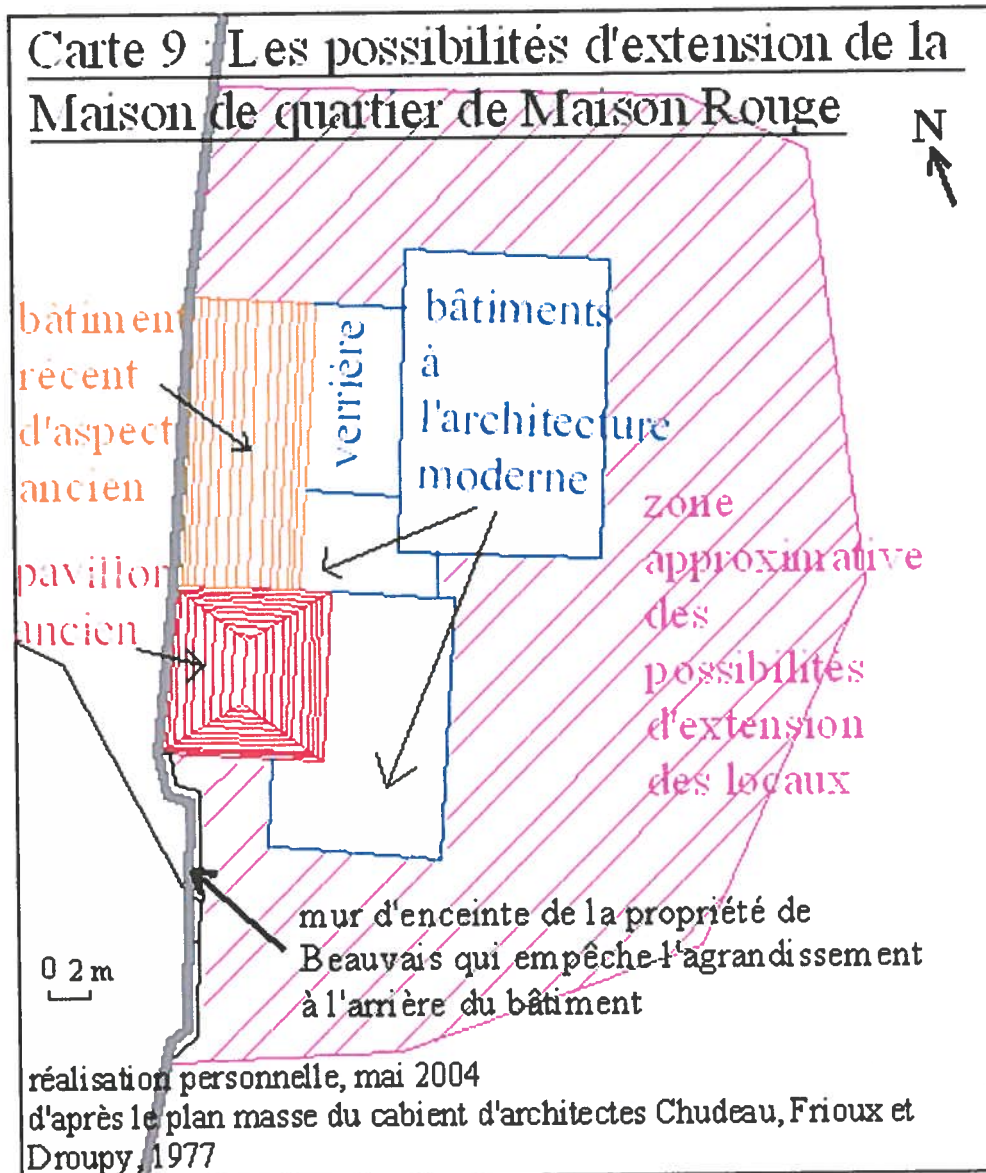 Carte 9 : Les possibilités d'extension de la
Maison de quartier de Maison Rouge
N
bâtiment
récent
d'aspect
ancien
verrière
bâtiments
à
l'architecture
moderne
pavillon
ancien
zone
approximative
des
possibilités
d'extension
des locaux
mur d'enceinte de la propriété de
Beauvais qui empêche l'agrandissement
à l'arrière du bâtiment
0 2 m
réalisation personnelle, mai 2004
d'après le plan masse du cabient d'architectes Chudeau, Frioux et
Droupy, 1977